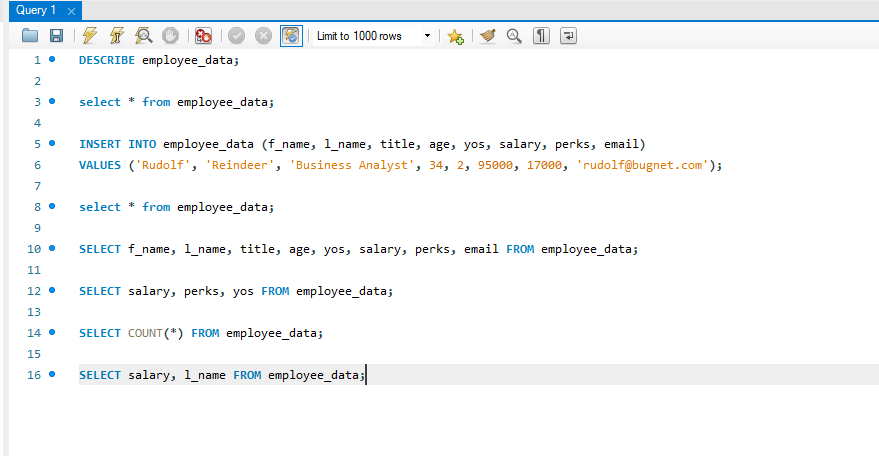 Query 1
Limit to 1000 rows
1 DESCRIBE employee_data;
2
3 select * from employee_data;
4
5 INSERT INTO employee_data (f_name, l_name, title, age, yos, salary, perks, email)
6 VALUES ('Rudolf', 'Reindeer', 'Business Analyst', 34, 2, 95000, 17000, 'rudolf@bugnet.com');
7
8 select * from employee_data;
9
10 SELECT f_name, l_name, title, age, yos, salary, perks, email FROM employee_data;
11
12 SELECT salary, perks, yos FROM employee_data;
13
14 SELECT COUNT(*) FROM employee_data;
15
16 SELECT salary, l_name FROM employee_data;